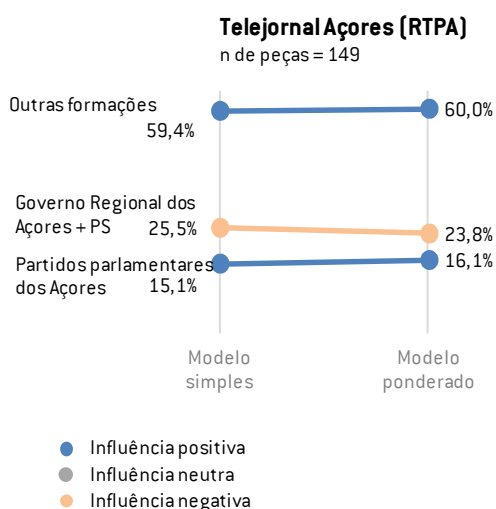 Telejornal Açores (RTPA)
n de peças = 149
Outras formações
59,4%
60,0%
Governo Regional dos
Açores + PS 25,5%
23,8%
Partidos parlamentares
dos Açores 15,1%
16,1%
Modelo
simples
Modelo
ponderado
Influência positiva
Influência neutra
Influência negativa